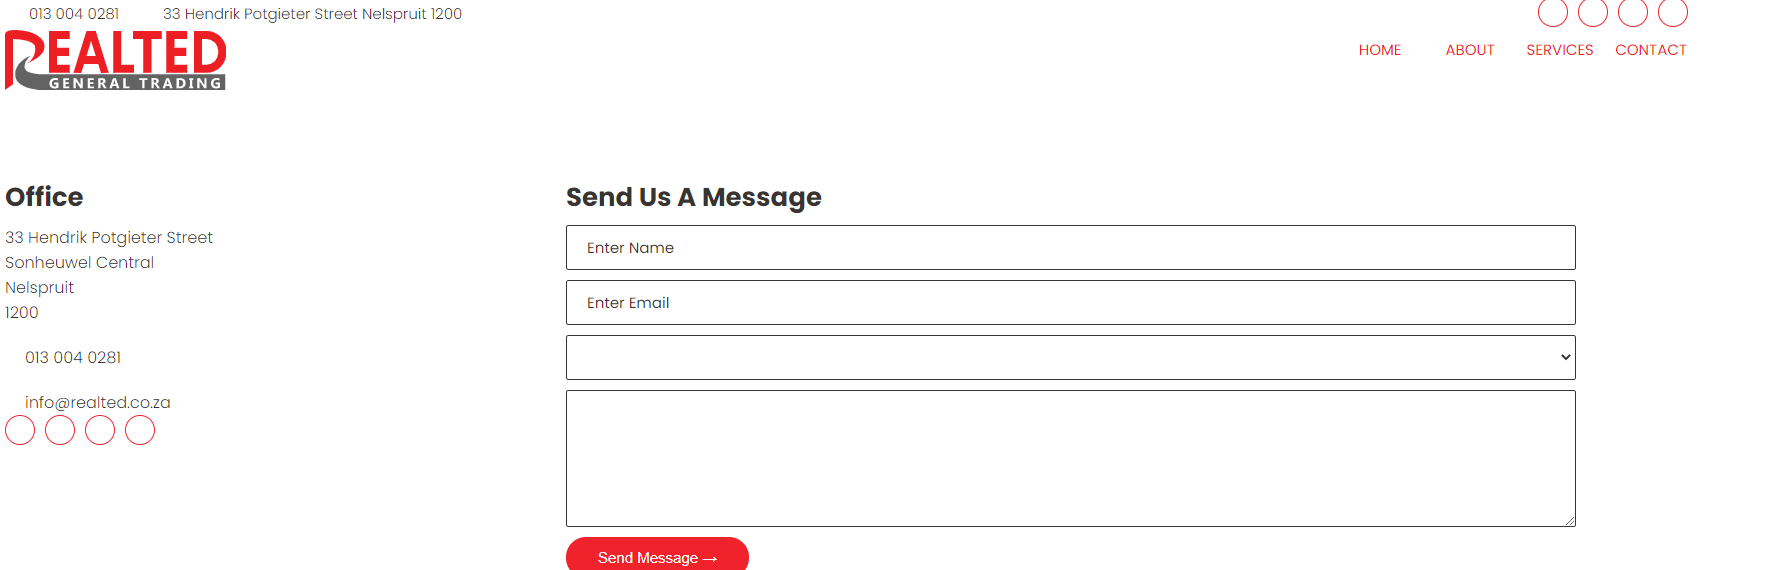 013 004 0281 33 Hendrik Potgieter Street Nelspruit 1200
REALTED
GENERAL TRADING
HOME ABOUT SERVICES CONTACT
Office
33 Hendrik Potgieter Street
Sonheuwel Central
Nelspruit
1200
013 004 0281
info@realted.co.za
Send Us A Message
Enter Name
Enter Email
Send Message →